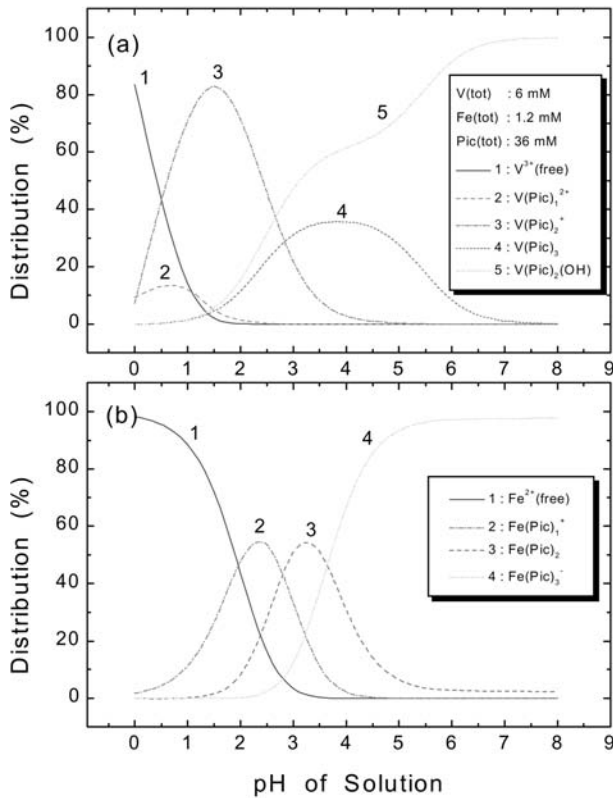 (a)
Distribution (%)
100
80
60
40
20
0
1
2
3
4
5
V(tot) : 6 mM
Fe(tot) : 1.2 mM
Pic(tot) : 36 mM
1 : V³⁺(free)
2 : V(Pic)₁²⁺
3 : V(Pic)₂⁺
4 : V(Pic)₃
5 : V(Pic)₂(OH)
0 1 2 3 4 5 6 7 8 9
(b)
Distribution (%)
100
80
60
40
20
0
1
2
3
4
1 : Fe²⁺(free)
2 : Fe(Pic)₁⁺
3 : Fe(Pic)₂
4 : Fe(Pic)₃⁻
0 1 2 3 4 5 6 7 8 9
pH of Solution